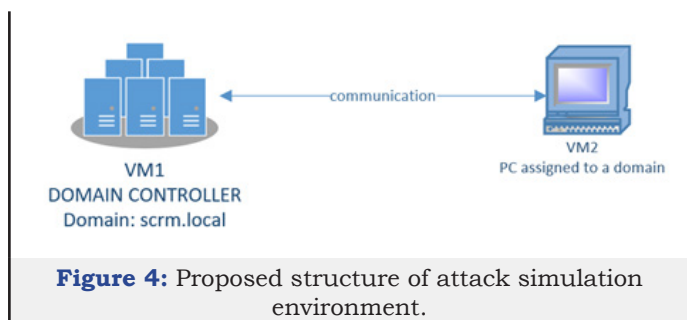 communication
VM1
DOMAIN CONTROLLER
Domain: scrm.local
VM2
PC assigned to a domain
Figure 4: Proposed structure of attack simulation
environment.